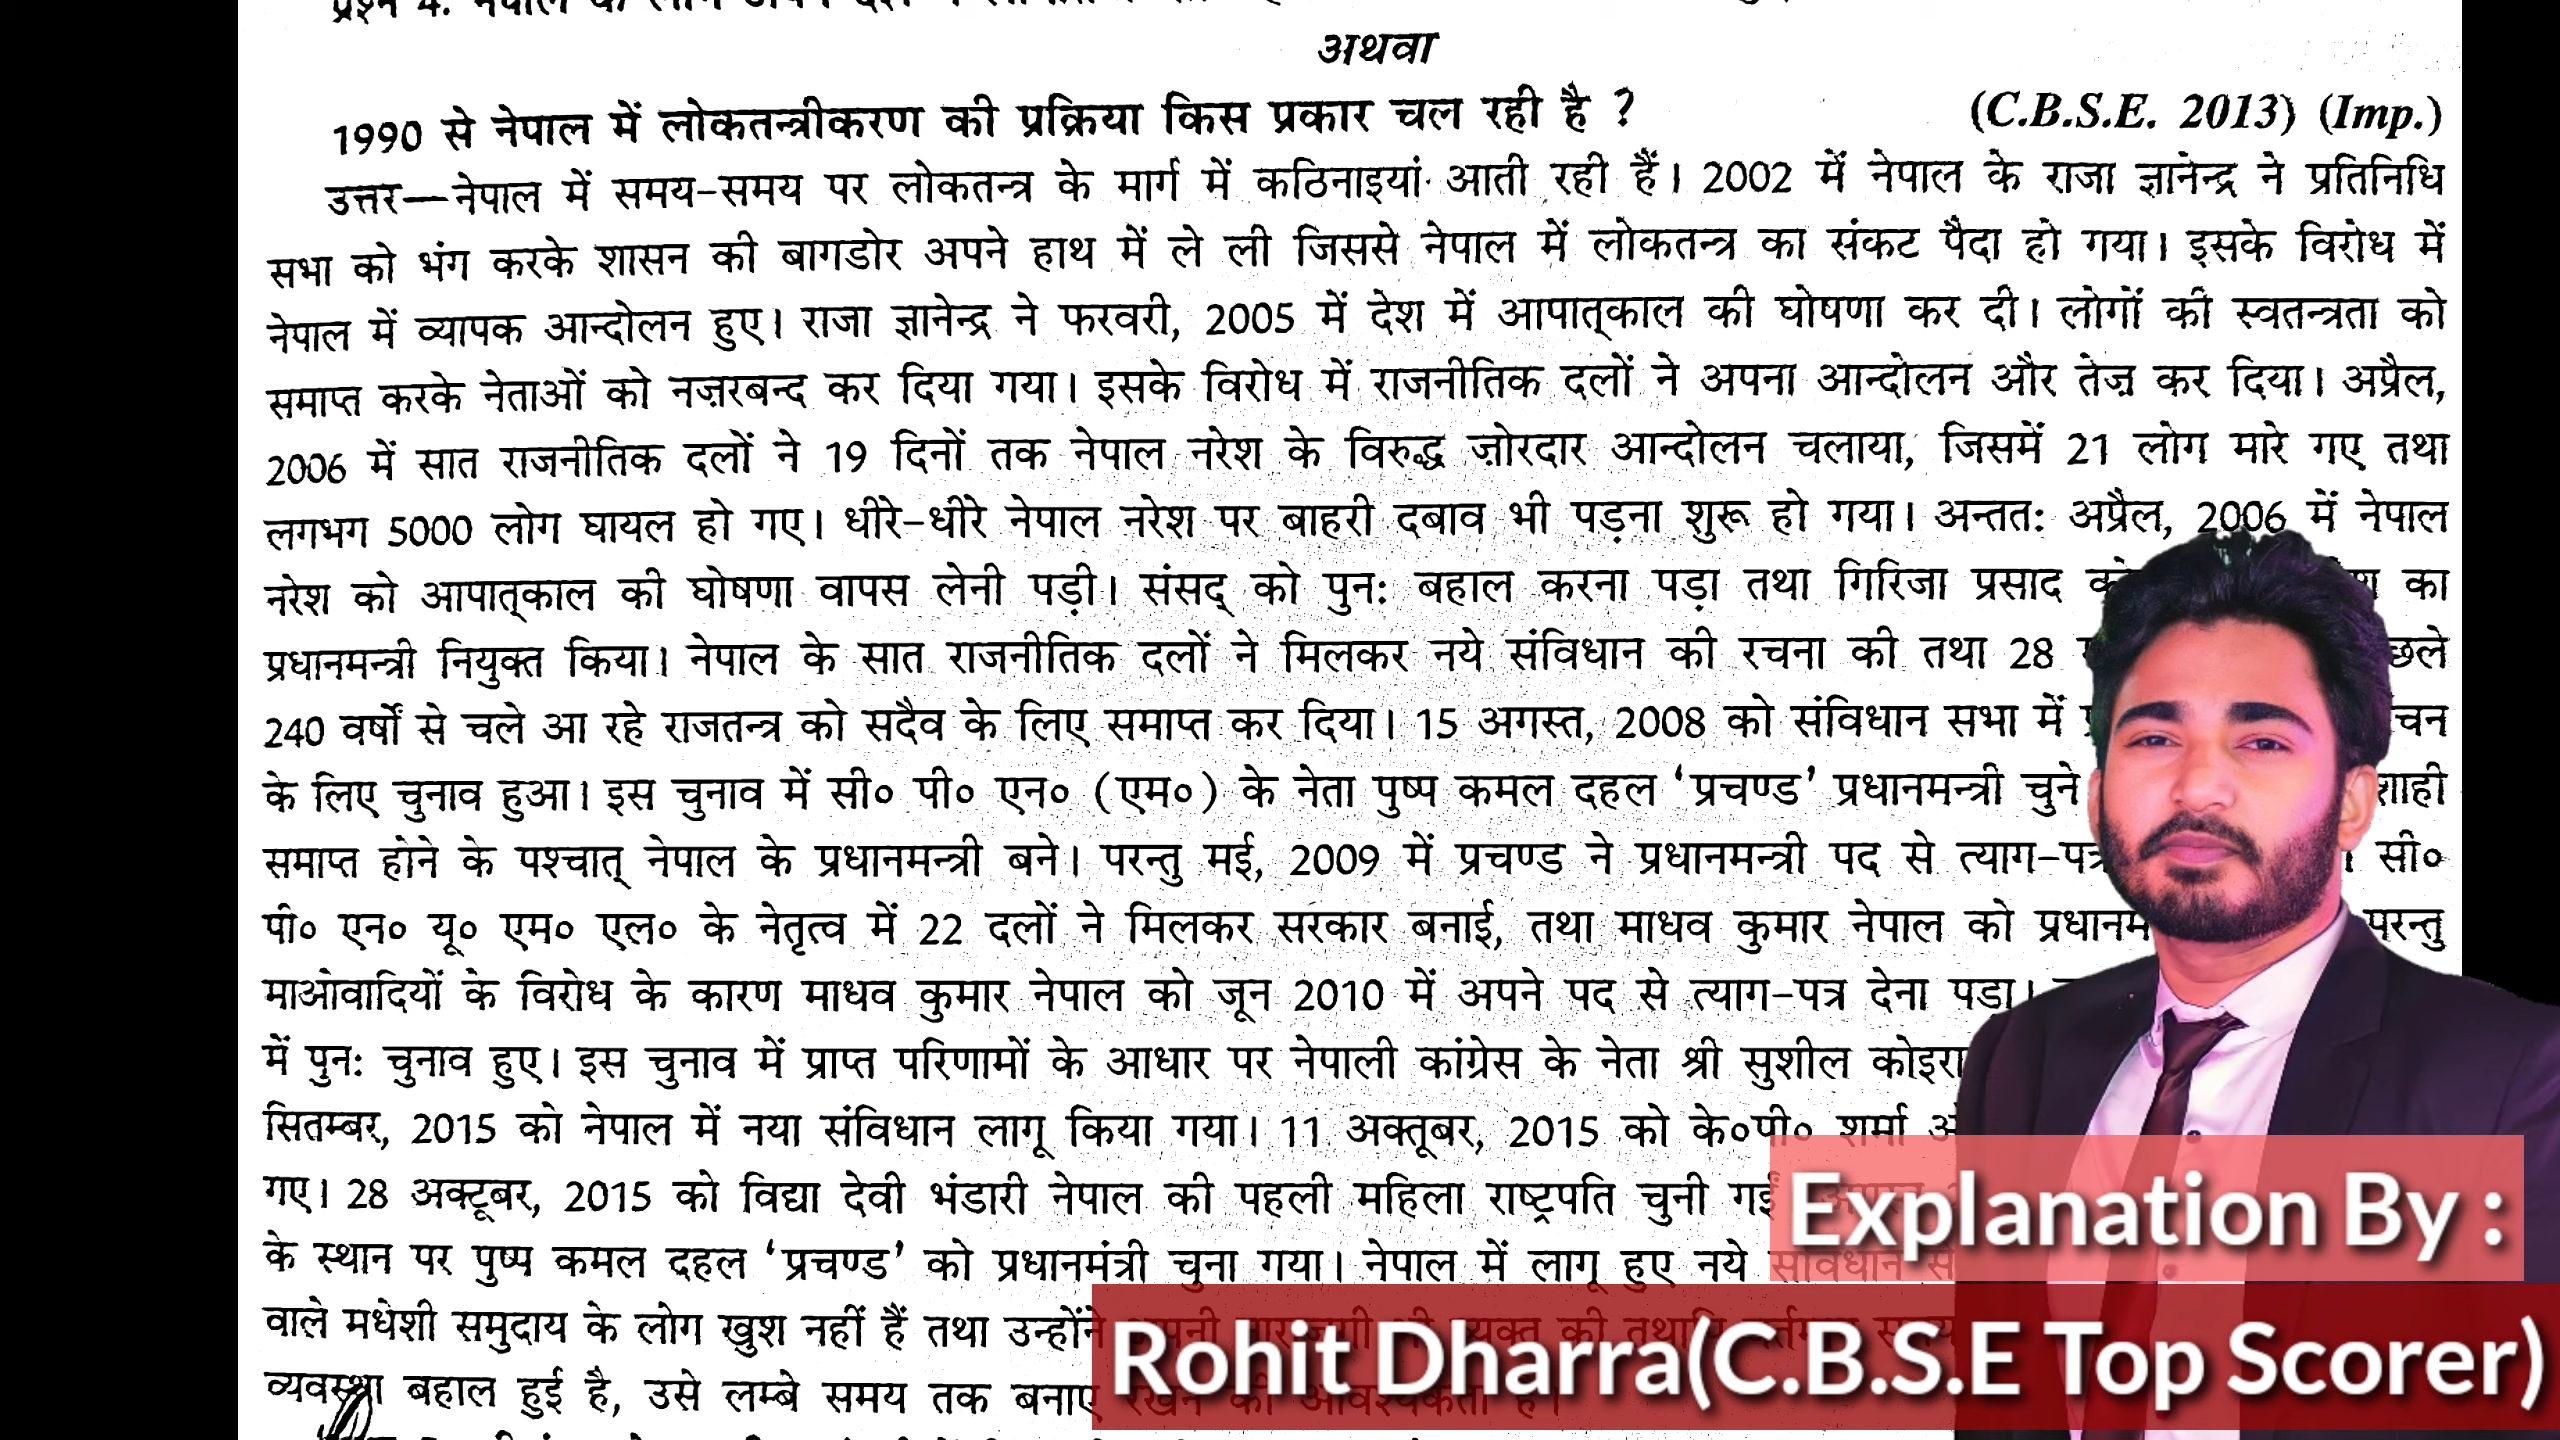 प्रश्न 4. नेपाल के लोग अपने देश में
अथवा
1990 से नेपाल में लोकतन्त्रीकरण की प्रक्रिया किस प्रकार चल रही है ? (C.B.S.E. 2013) (Imp.)
उत्तर—नेपाल में समय-समय पर लोकतन्त्र के मार्ग में कठिनाइयां आती रही हैं। 2002 में नेपाल के राजा ज्ञानेन्द्र ने प्रतिनिधि
सभा को भंग करके शासन की बागडोर अपने हाथ में ले ली जिससे नेपाल में लोकतन्त्र का संकट पैदा हो गया। इसके विरोध में
नेपाल में व्यापक आन्दोलन हुए। राजा ज्ञानेन्द्र ने फरवरी, 2005 में देश में आपात्काल की घोषणा कर दी। लोगों की स्वतन्त्रता को
समाप्त करके नेताओं को नज़रबन्द कर दिया गया। इसके विरोध में राजनीतिक दलों ने अपना आन्दोलन और तेज़ कर दिया। अप्रैल,
2006 में सात राजनीतिक दलों ने 19 दिनों तक नेपाल नरेश के विरुद्ध ज़ोरदार आन्दोलन चलाया, जिसमें 21 लोग मारे गए तथा
लगभग 5000 लोग घायल हो गए। धीरे-धीरे नेपाल नरेश पर बाहरी दबाव भी पड़ना शुरू हो गया। अन्ततः अप्रैल, 2006 में नेपाल
नरेश को आपात्काल की घोषणा वापस लेनी पड़ी। संसद् को पुनः बहाल करना पड़ा तथा गिरिजा प्रसाद का
प्रधानमन्त्री नियुक्त किया। नेपाल के सात राजनीतिक दलों ने मिलकर नये संविधान की रचना की तथा 28
240 वर्षों से चले आ रहे राजतन्त्र को सदैव के लिए समाप्त कर दिया। 15 अगस्त, 2008 को संविधान सभा में
के लिए चुनाव हुआ। इस चुनाव में सी० पी० एन० (एम०) के नेता पुष्प कमल दहल ‘प्रचण्ड’ प्रधानमन्त्री चुने शाही
समाप्त होने के पश्चात् नेपाल के प्रधानमन्त्री बने। परन्तु मई, 2009 में प्रचण्ड ने प्रधानमन्त्री पद से त्याग-पत्र सी०
पी० एन० यू० एम० एल० के नेतृत्व में 22 दलों ने मिलकर सरकार बनाई, तथा माधव कुमार नेपाल को परन्तु
माओवादियों के विरोध के कारण माधव कुमार नेपाल को जून 2010 में अपने पद से त्याग-पत्र देना पडा।
में पुनः चुनाव हुए। इस चुनाव में प्राप्त परिणामों के आधार पर नेपाली कांग्रेस के नेता श्री सुशील
सितम्बर, 2015 को नेपाल में नया संविधान लागू किया गया। 11 अक्तूबर, 2015 को के०पी० शर्मा
गए। 28 अक्टूबर, 2015 को विद्या देवी भंडारी नेपाल की पहली महिला राष्ट्रपति चुनी गई
के स्थान पर पुष्प कमल दहल ‘प्रचण्ड’ को प्रधानमंत्री चुना गया। नेपाल में लागू हुए नये संविधान से
वाले मधेशी समुदाय के लोग खुश नहीं हैं तथा उन्होंने
व्यवस्था बहाल हुई है, उसे लम्बे समय तक बनाए रखने की आवश्यकता है।
Explanation By :
Rohit Dharra(C.B.S.E Top Scorer)